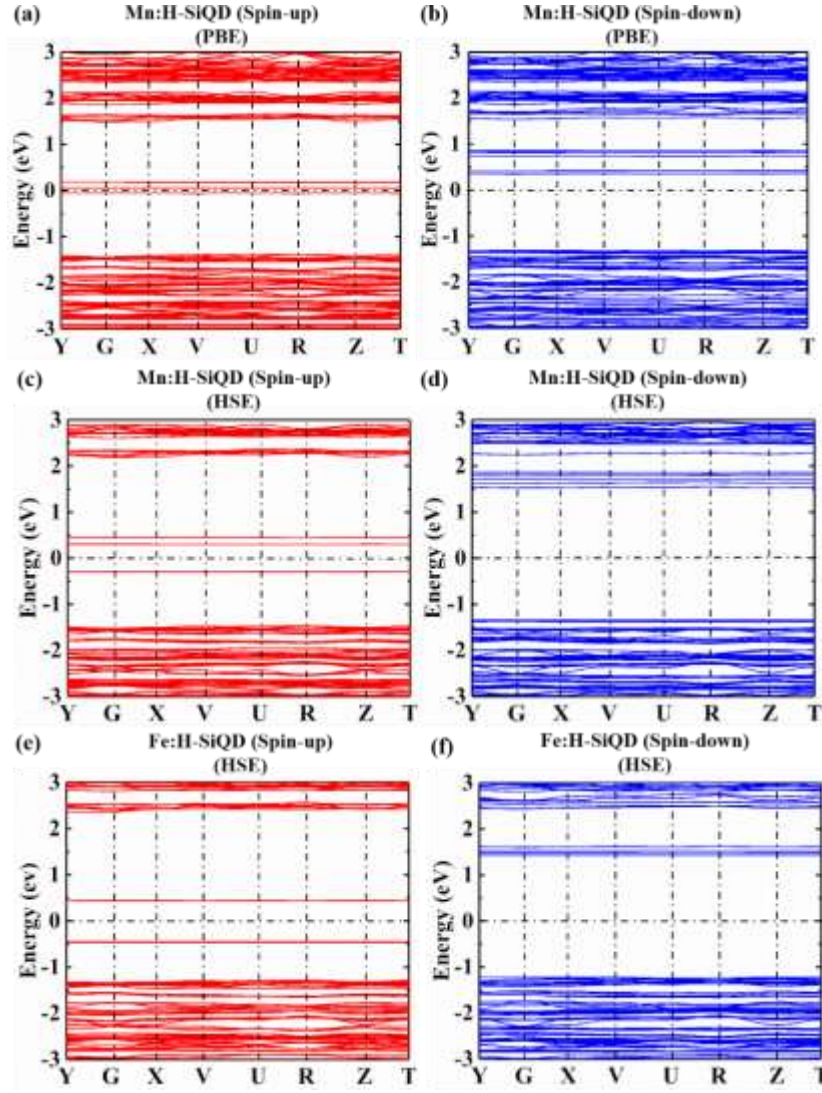 (a) Mn:H-SiQD (Spin-up) (b) Mn:H-SiQD (Spin-down)
(PBE) (PBE)
3 3
2 2
1 1
0 0
-1 -1
-2 -2
-3 -3
Energy (eV) Energy (eV)
Y G X V U R Z T Y G X V U R Z T
(c) Mn:H-SiQD (Spin-up) (d) Mn:H-SiQD (Spin-down)
(HSE) (HSE)
3 3
2 2
1 1
0 0
-1 -1
-2 -2
-3 -3
Energy (eV) Energy (eV)
Y G X V U R Z T Y G X V U R Z T
(e) Fe:H-SiQD (Spin-up) (f) Fe:H-SiQD (Spin-down)
(HSE) (HSE)
3 3
2 2
1 1
0 0
-1 -1
-2 -2
-3 -3
Energy (ev) Energy (eV)
Y G X V U R Z T Y G X V U R Z T